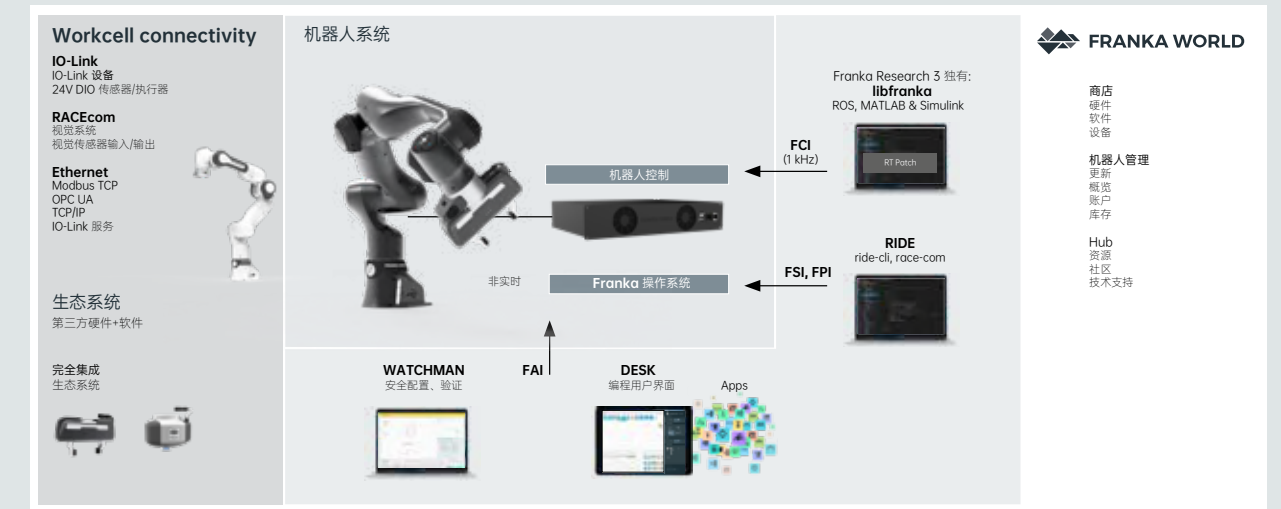 Workcell connectivity
IO-Link
IO-Link 设备
24V DIO 传感器/执行器
RACEcom
视觉系统
视觉传感器输入/输出
Ethernet
Modbus TCP
OPC UA
TCP/IP
IO-Link 服务
生态系统
第三方硬件+软件
完全集成
生态系统
机器人系统
机器人控制
非实时
Franka 操作系统
FCI
(1 kHz)
FSI, FPI
Franka Research 3 独有:
libfranka
ROS, MATLAB & Simulink
RT Patch
RIDE
ride-cli, race-com
WATCHMAN
安全配置、验证
FAI
DESK
编程用户界面
Apps
FRANKA WORLD
商店
硬件
软件
设备
机器人管理
更新
概览
账户
库存
Hub
资源
社区
技术支持